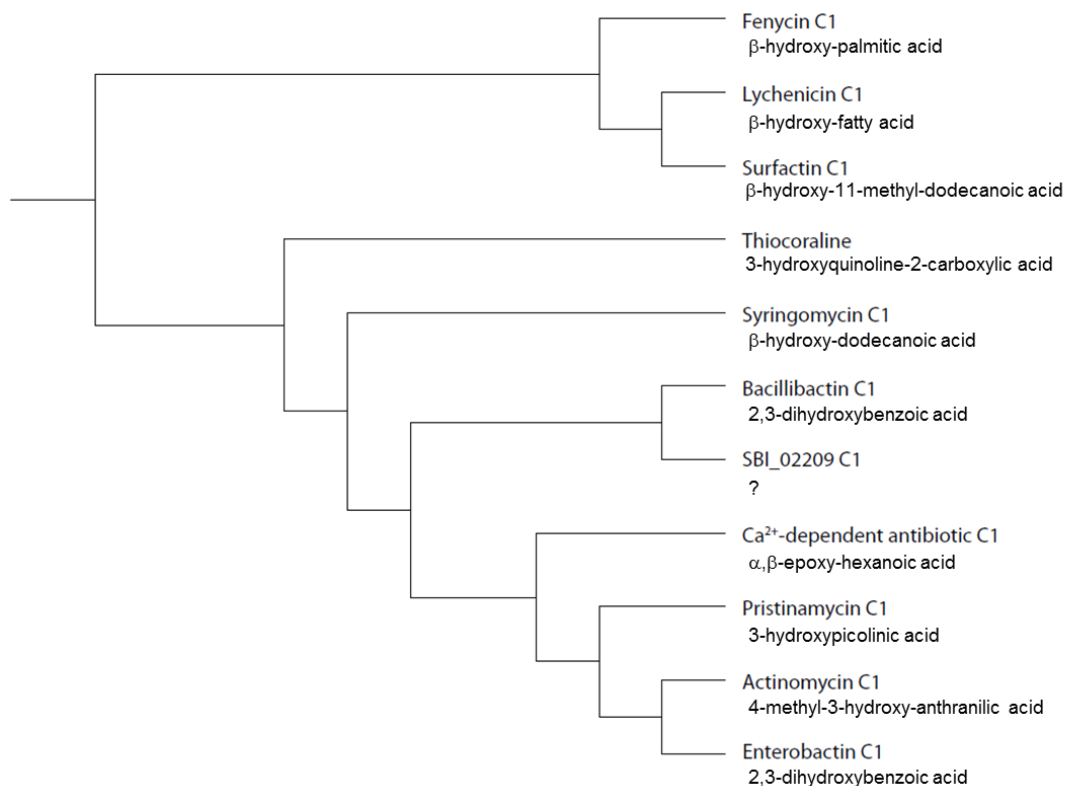 Fenycin C1
β-hydroxy-palmitic acid
Lychenicin C1
β-hydroxy-fatty acid
Surfactin C1
β-hydroxy-11-methyl-dodecanoic acid
Thiocoraline
3-hydroxyquinoline-2-carboxylic acid
Syringomycin C1
β-hydroxy-dodecanoic acid
Bacillibactin C1
2,3-dihydroxybenzoic acid
SBI_02209 C1
?
Ca²⁺-dependent antibiotic C1
α,β-epoxy-hexanoic acid
Pristinamycin C1
3-hydroxypicolinic acid
Actinomycin C1
4-methyl-3-hydroxy-anthranilic acid
Enterobactin C1
2,3-dihydroxybenzoic acid